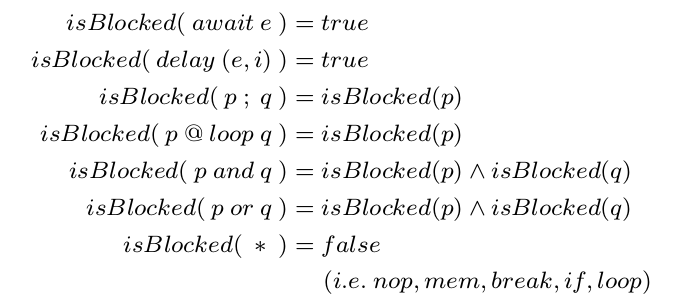 isBlocked( await e ) = true
isBlocked( delay (e, i) ) = true
isBlocked( p ; q ) = isBlocked(p)
isBlocked( p @ loop q ) = isBlocked(p)
isBlocked( p and q ) = isBlocked(p) ∧ isBlocked(q)
isBlocked( p or q ) = isBlocked(p) ∧ isBlocked(q)
isBlocked( * ) = false
(i.e. nop, mem, break, if, loop)